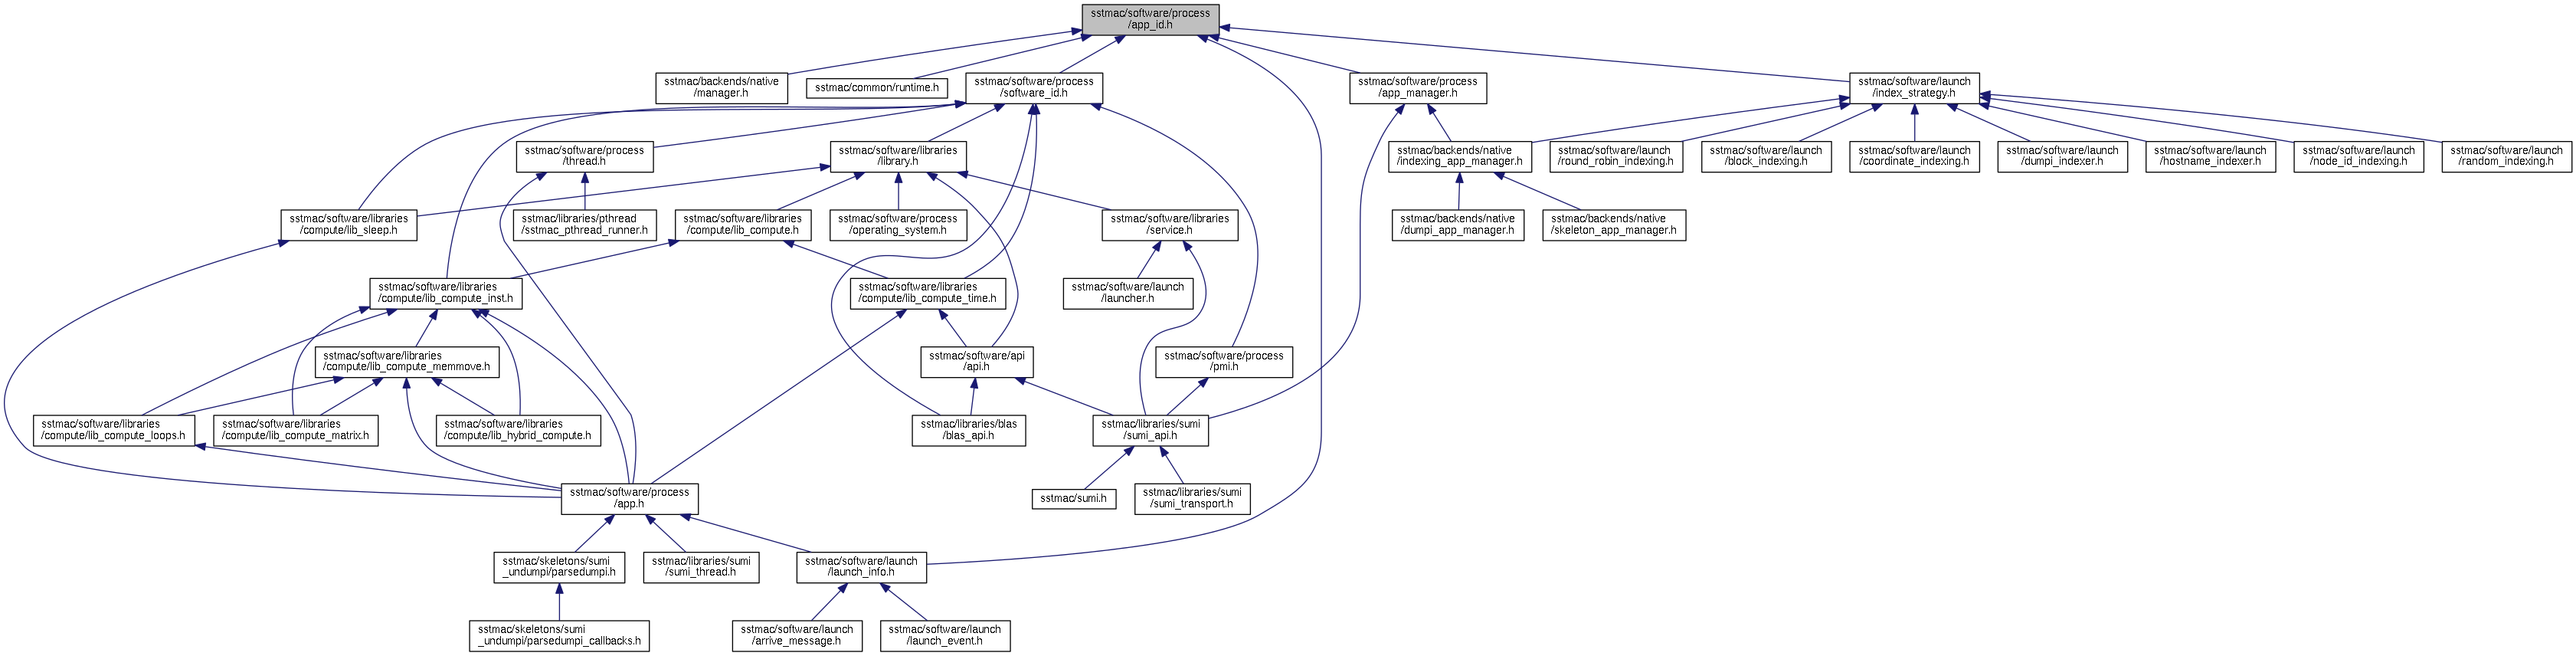 sstmac/software/process
/app_id.h
sstmac/backends/native
/manager.h
sstmac/common/runtime.h
sstmac/software/process
/software_id.h
sstmac/software/process
/app_manager.h
sstmac/software/launch
/index_strategy.h
sstmac/software/process
/thread.h
sstmac/software/libraries
/library.h
sstmac/backends/native
/indexing_app_manager.h
sstmac/software/launch
/round_robin_indexing.h
sstmac/software/launch
/block_indexing.h
sstmac/software/launch
/coordinate_indexing.h
sstmac/software/launch
/dumpi_indexer.h
sstmac/software/launch
/hostname_indexer.h
sstmac/software/launch
/node_id_indexing.h
sstmac/software/launch
/random_indexing.h
sstmac/software/libraries
/compute/lib_sleep.h
sstmac/libraries/pthread
/sstmac_pthread_runner.h
sstmac/software/libraries
/compute/lib_compute.h
sstmac/software/process
/operating_system.h
sstmac/software/libraries
/service.h
sstmac/backends/native
/dumpi_app_manager.h
sstmac/backends/native
/skeleton_app_manager.h
sstmac/software/libraries
/compute/lib_compute_inst.h
sstmac/software/libraries
/compute/lib_compute_time.h
sstmac/software/launch
/launcher.h
sstmac/software/libraries
/compute/lib_compute_memmove.h
sstmac/software/api
/api.h
sstmac/software/process
/pmi.h
sstmac/software/libraries
/compute/lib_compute_loops.h
sstmac/software/libraries
/compute/lib_compute_matrix.h
sstmac/software/libraries
/compute/lib_hybrid_compute.h
sstmac/libraries/blas
/blas_api.h
sstmac/libraries/sumi
/sumi_api.h
sstmac/software/process
/app.h
sstmac/sumi.h
sstmac/libraries/sumi
/sumi_transport.h
sstmac/skeletons/sumi
_undumpi/parsedumpi.h
sstmac/libraries/sumi
/sumi_thread.h
sstmac/software/launch
/launch_info.h
sstmac/skeletons/sumi
_undumpi/parsedumpi_callbacks.h
sstmac/software/launch
/arrive_message.h
sstmac/software/launch
/launch_event.h